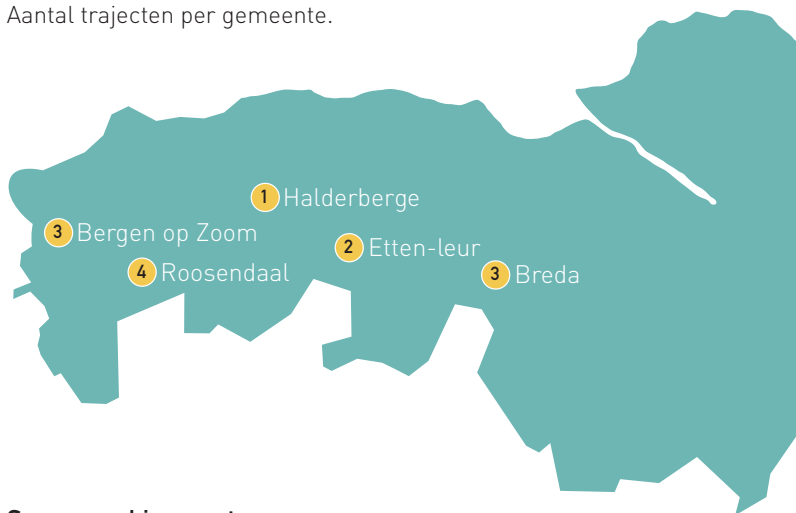 Aantal trajecten per gemeente.
1 Halderberge
3 Bergen op Zoom
2 Etten-leur
4 Roosendaal
3 Breda